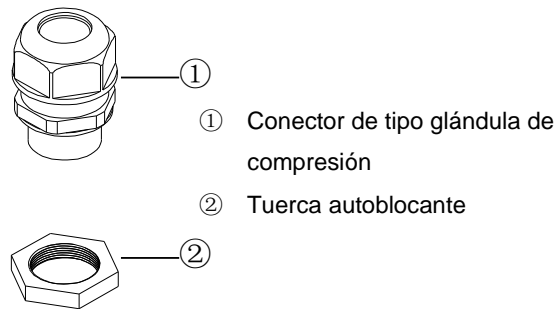 ①
① Conector de tipo glándula de
compresión
② Tuerca autoblocante
②